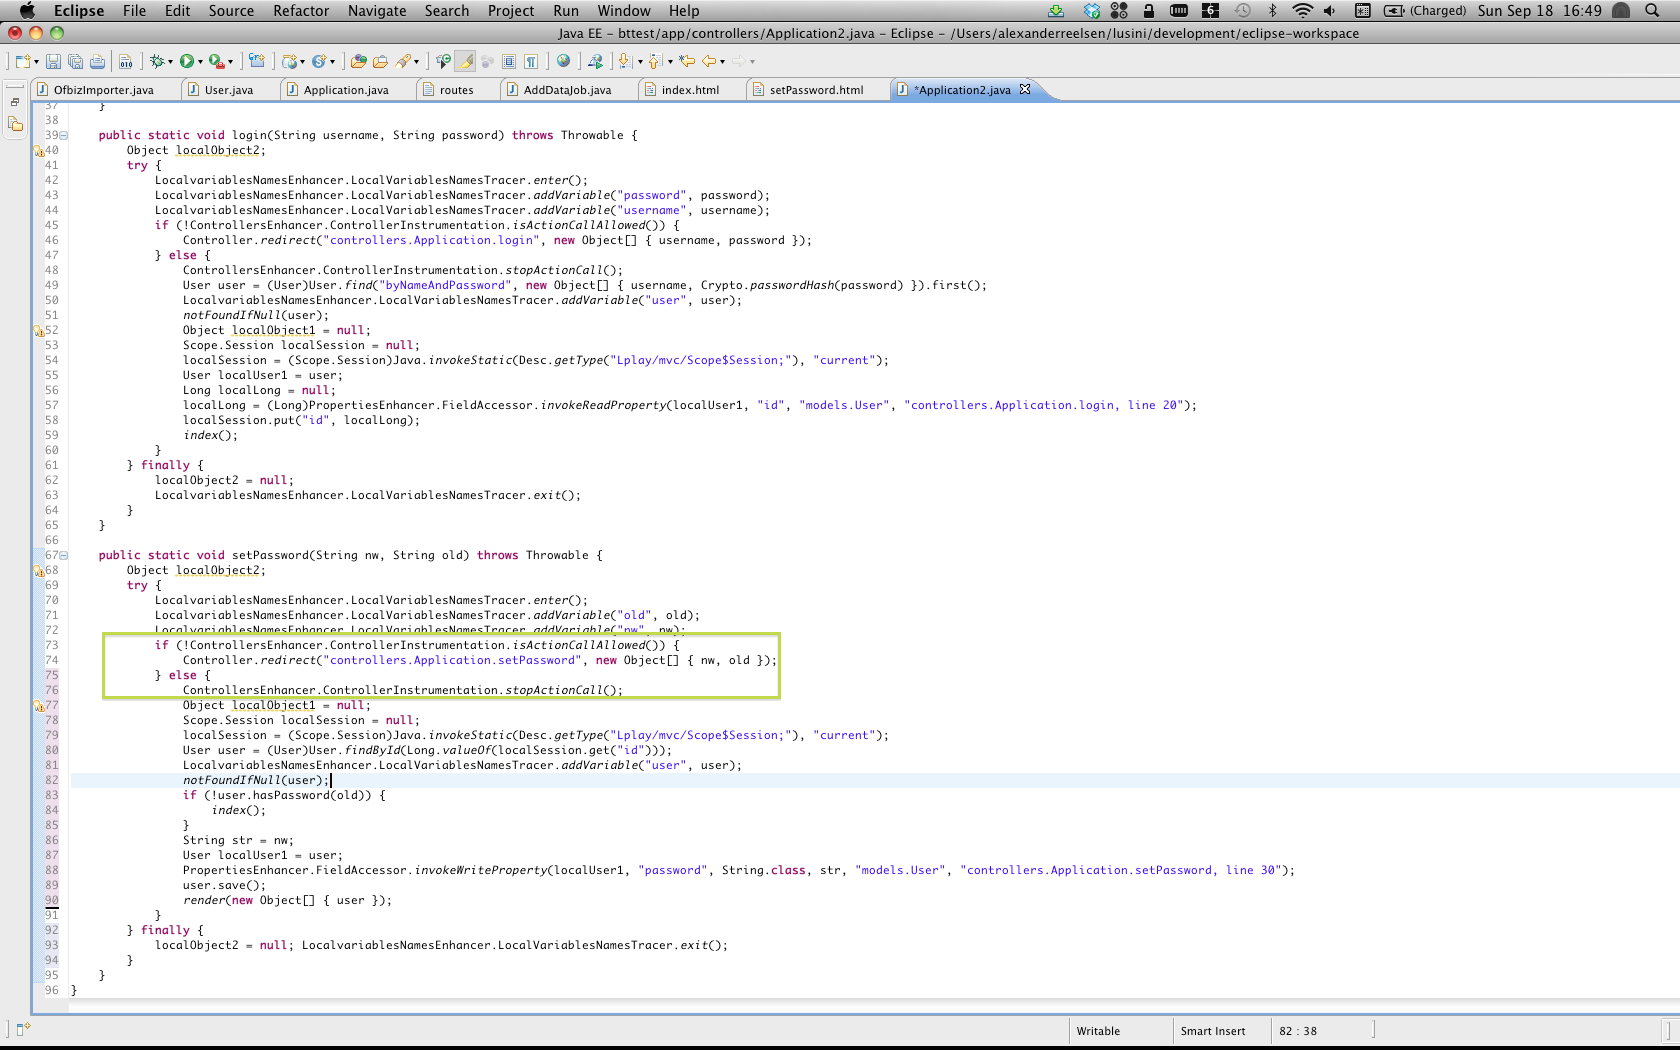 Eclipse File Edit Source Refactor Navigate Search Project Run Window Help 6 (Charged) Sun Sep 18 16:49
Java EE - bttest/app/controllers/Application2.java - Eclipse - /Users/alexanderreelsen/lusini/development/eclipse-workspace
OfbizImporter.java User.java Application.java routes AddDataJob.java index.html setPassword.html *Application2.java
37 }
38
39 public static void login(String username, String password) throws Throwable {
40 Object localObject2;
41 try {
42 LocalvariablesNamesEnhancer.LocalVariablesNamesTracer.enter();
43 LocalvariablesNamesEnhancer.LocalVariablesNamesTracer.addVariable("password", password);
44 LocalvariablesNamesEnhancer.LocalVariablesNamesTracer.addVariable("username", username);
45 if (!ControllersEnhancer.ControllerInstrumentation.isActionCallAllowed()) {
46 Controller.redirect("controllers.Application.login", new Object[] { username, password });
47 } else {
48 ControllersEnhancer.ControllerInstrumentation.stopActionCall();
49 User user = (User)User.find("byNameAndPassword", new Object[] { username, Crypto.passwordHash(password) }).first();
50 LocalvariablesNamesEnhancer.LocalVariablesNamesTracer.addVariable("user", user);
51 notFoundIfNull(user);
52 Object localObject1 = null;
53 Scope.Session localSession = null;
54 localSession = (Scope.Session)Java.invokeStatic(Desc.getType("Lplay/mvc/Scope$Session;"), "current");
55 User localUser1 = user;
56 Long localLong = null;
57 localLong = (Long)PropertiesEnhancer.FieldAccessor.invokeReadProperty(localUser1, "id", "models.User", "controllers.Application.login, line 20");
58 localSession.put("id", localLong);
59 index();
60 }
61 } finally {
62 localObject2 = null;
63 LocalvariablesNamesEnhancer.LocalVariablesNamesTracer.exit();
64 }
65 }
66
67 public static void setPassword(String nw, String old) throws Throwable {
68 Object localObject2;
69 try {
70 LocalvariablesNamesEnhancer.LocalVariablesNamesTracer.enter();
71 LocalvariablesNamesEnhancer.LocalVariablesNamesTracer.addVariable("old", old);
72 LocalvariablesNamesEnhancer.LocalVariablesNamesTracer.addVariable("nw", nw);
73 if (!ControllersEnhancer.ControllerInstrumentation.isActionCallAllowed()) {
74 Controller.redirect("controllers.Application.setPassword", new Object[] { nw, old });
75 } else {
76 ControllersEnhancer.ControllerInstrumentation.stopActionCall();
77 Object localObject1 = null;
78 Scope.Session localSession = null;
79 localSession = (Scope.Session)Java.invokeStatic(Desc.getType("Lplay/mvc/Scope$Session;"), "current");
80 User user = (User)User.findById(Long.valueOf(localSession.get("id")));
81 LocalvariablesNamesEnhancer.LocalVariablesNamesTracer.addVariable("user", user);
82 notFoundIfNull(user);
83 if (!user.hasPassword(old)) {
84 index();
85 }
86 String str = nw;
87 User localUser1 = user;
88 PropertiesEnhancer.FieldAccessor.invokeWriteProperty(localUser1, "password", String.class, str, "models.User", "controllers.Application.setPassword, line 30");
89 user.save();
90 render(new Object[] { user });
91 }
92 } finally {
93 localObject2 = null; LocalvariablesNamesEnhancer.LocalVariablesNamesTracer.exit();
94 }
95 }
96 }
Writable Smart Insert 82 : 38